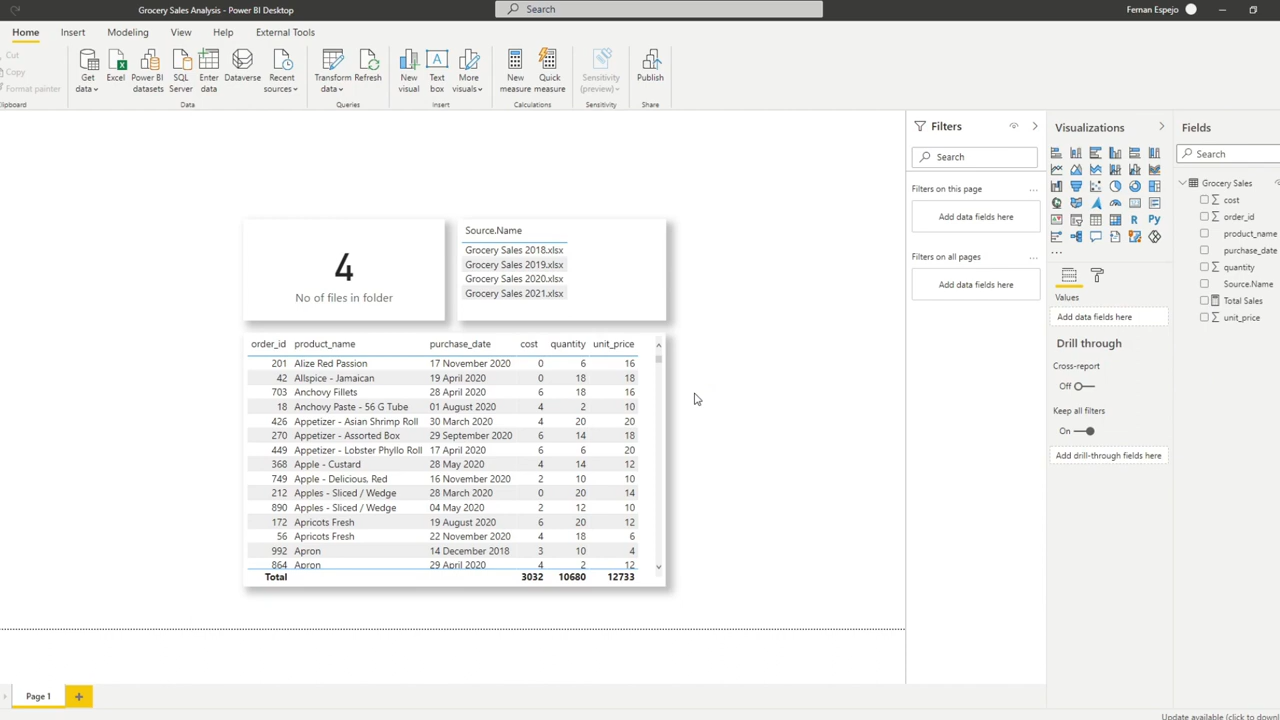 Grocery Sales Analysis - Power BI Desktop
Search
Fernan Espejo
Home Insert Modeling View Help External Tools
Cut
Copy
Format painter
Get data
Excel
Power BI datasets
SQL Server
Enter data
Dataverse
Recent sources
Transform data
Refresh
New visual
Text box
More visuals
New measure
Quick measure
Sensitivity (preview)
Publish
Data
Queries
Insert
Calculations
Sensitivity
Share
4
No of files in folder
Source.Name
Grocery Sales 2018.xlsx
Grocery Sales 2019.xlsx
Grocery Sales 2020.xlsx
Grocery Sales 2021.xlsx
order_id product_name purchase_date cost quantity unit_price
201 Alize Red Passion 17 November 2020 0 6 16
42 Allspice - Jamaican 19 April 2020 0 18 18
703 Anchovy Fillets 28 April 2020 6 18 16
18 Anchovy Paste - 56 G Tube 01 August 2020 4 2 10
426 Appetizer - Asian Shrimp Roll 30 March 2020 4 20 20
270 Appetizer - Assorted Box 29 September 2020 6 14 18
449 Appetizer - Lobster Phyllo Roll 17 April 2020 6 6 20
368 Apple - Custard 28 May 2020 4 14 12
749 Apple - Delicious, Red 16 November 2020 2 10 10
212 Apples - Sliced / Wedge 28 March 2020 0 20 14
890 Apples - Sliced / Wedge 04 May 2020 2 12 10
172 Apricots Fresh 19 August 2020 6 20 12
56 Apricots Fresh 22 November 2020 4 18 6
992 Apron 14 December 2018 3 10 4
864 Apron 29 April 2020 4 2 12
Total 3032 10680 12733
Filters
Search
Filters on this page
Add data fields here
Filters on all pages
Add data fields here
Visualizations
Values
Add data fields here
Drill through
Cross-report
Off
Keep all filters
On
Add drill-through fields here
Fields
Search
Grocery Sales
cost
order_id
product_name
purchase_date
quantity
Source.Name
Total Sales
unit_price
Page 1